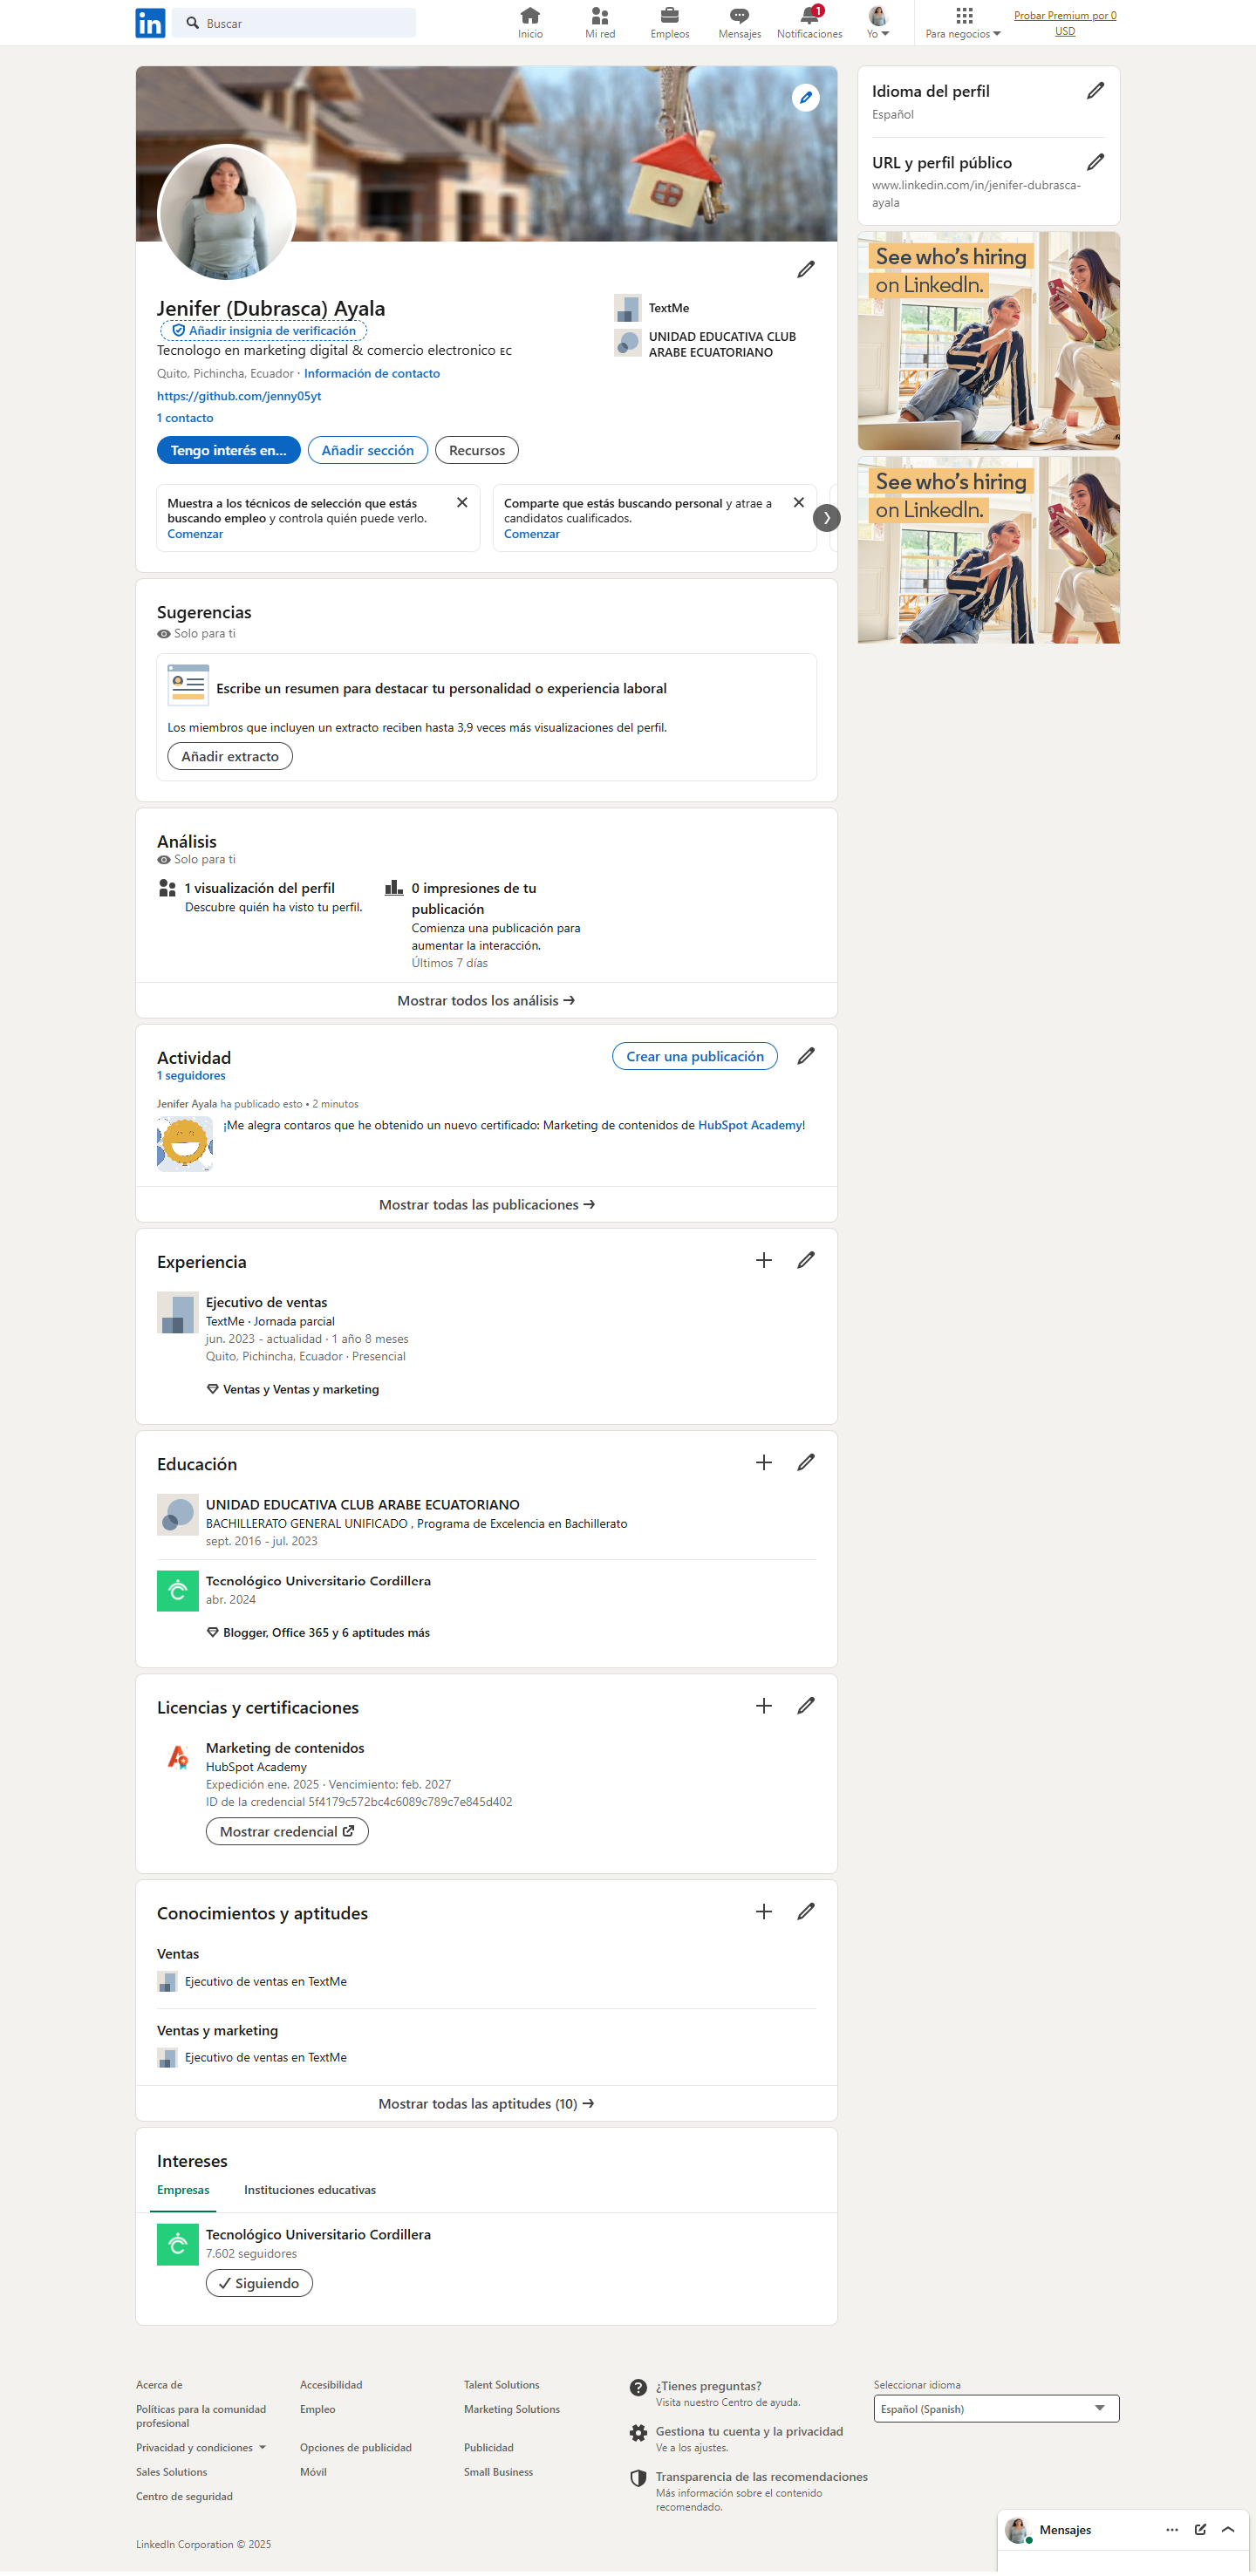 in
Buscar
Inicio
Mi red
Empleos
Mensajes
1
Notificaciones
Yo
Para negocios
Probar Premium por 0
USD
Idioma del perfil
Español
URL y perfil público
www.linkedin.com/in/jenifer-dubrasca-
ayala
See who's hiring
on LinkedIn.
See who's hiring
on LinkedIn.
Jenifer (Dubrasca) Ayala
Añadir insignia de verificación
Tecnologo en marketing digital & comercio electronico EC
Quito, Pichincha, Ecuador · Información de contacto
https://github.com/jenny05yt
1 contacto
TextMe
UNIDAD EDUCATIVA CLUB
ARABE ECUATORIANO
Tengo interés en...
Añadir sección
Recursos
Muestra a los técnicos de selección que estás
buscando empleo y controla quién puede verlo.
Comenzar
Comparte que estás buscando personal y atrae a
candidatos cualificados.
Comenzar
Sugerencias
Solo para ti
Escribe un resumen para destacar tu personalidad o experiencia laboral
Los miembros que incluyen un extracto reciben hasta 3,9 veces más visualizaciones del perfil.
Añadir extracto
Análisis
Solo para ti
1 visualización del perfil
Descubre quién ha visto tu perfil.
0 impresiones de tu
publicación
Comienza una publicación para
aumentar la interacción.
Últimos 7 días
Mostrar todos los análisis →
Actividad
1 seguidores
Crear una publicación
Jenifer Ayala ha publicado esto • 2 minutos
¡Me alegra contaros que he obtenido un nuevo certificado: Marketing de contenidos de HubSpot Academy!
Mostrar todas las publicaciones →
Experiencia
Ejecutivo de ventas
TextMe · Jornada parcial
jun. 2023 - actualidad · 1 año 8 meses
Quito, Pichincha, Ecuador · Presencial
Ventas y Ventas y marketing
Educación
UNIDAD EDUCATIVA CLUB ARABE ECUATORIANO
BACHILLERATO GENERAL UNIFICADO , Programa de Excelencia en Bachillerato
sept. 2016 - jul. 2023
Tecnológico Universitario Cordillera
abr. 2024
Blogger, Office 365 y 6 aptitudes más
Licencias y certificaciones
Marketing de contenidos
HubSpot Academy
Expedición ene. 2025 · Vencimiento: feb. 2027
ID de la credencial 5f4179c572bc4c6089c789c7e845d402
Mostrar credencial
Conocimientos y aptitudes
Ventas
Ejecutivo de ventas en TextMe
Ventas y marketing
Ejecutivo de ventas en TextMe
Mostrar todas las aptitudes (10) →
Intereses
Empresas
Instituciones educativas
Tecnológico Universitario Cordillera
7.602 seguidores
Siguiendo
Acerca de
Accesibilidad
Talent Solutions
Políticas para la comunidad
profesional
Empleo
Marketing Solutions
Privacidad y condiciones
Opciones de publicidad
Publicidad
Sales Solutions
Móvil
Small Business
Centro de seguridad
¿Tienes preguntas?
Visita nuestro Centro de ayuda.
Gestiona tu cuenta y la privacidad
Ve a los ajustes.
Transparencia de las recomendaciones
Más información sobre el contenido
recomendado.
Seleccionar idioma
Español (Spanish)
LinkedIn Corporation © 2025
Mensajes